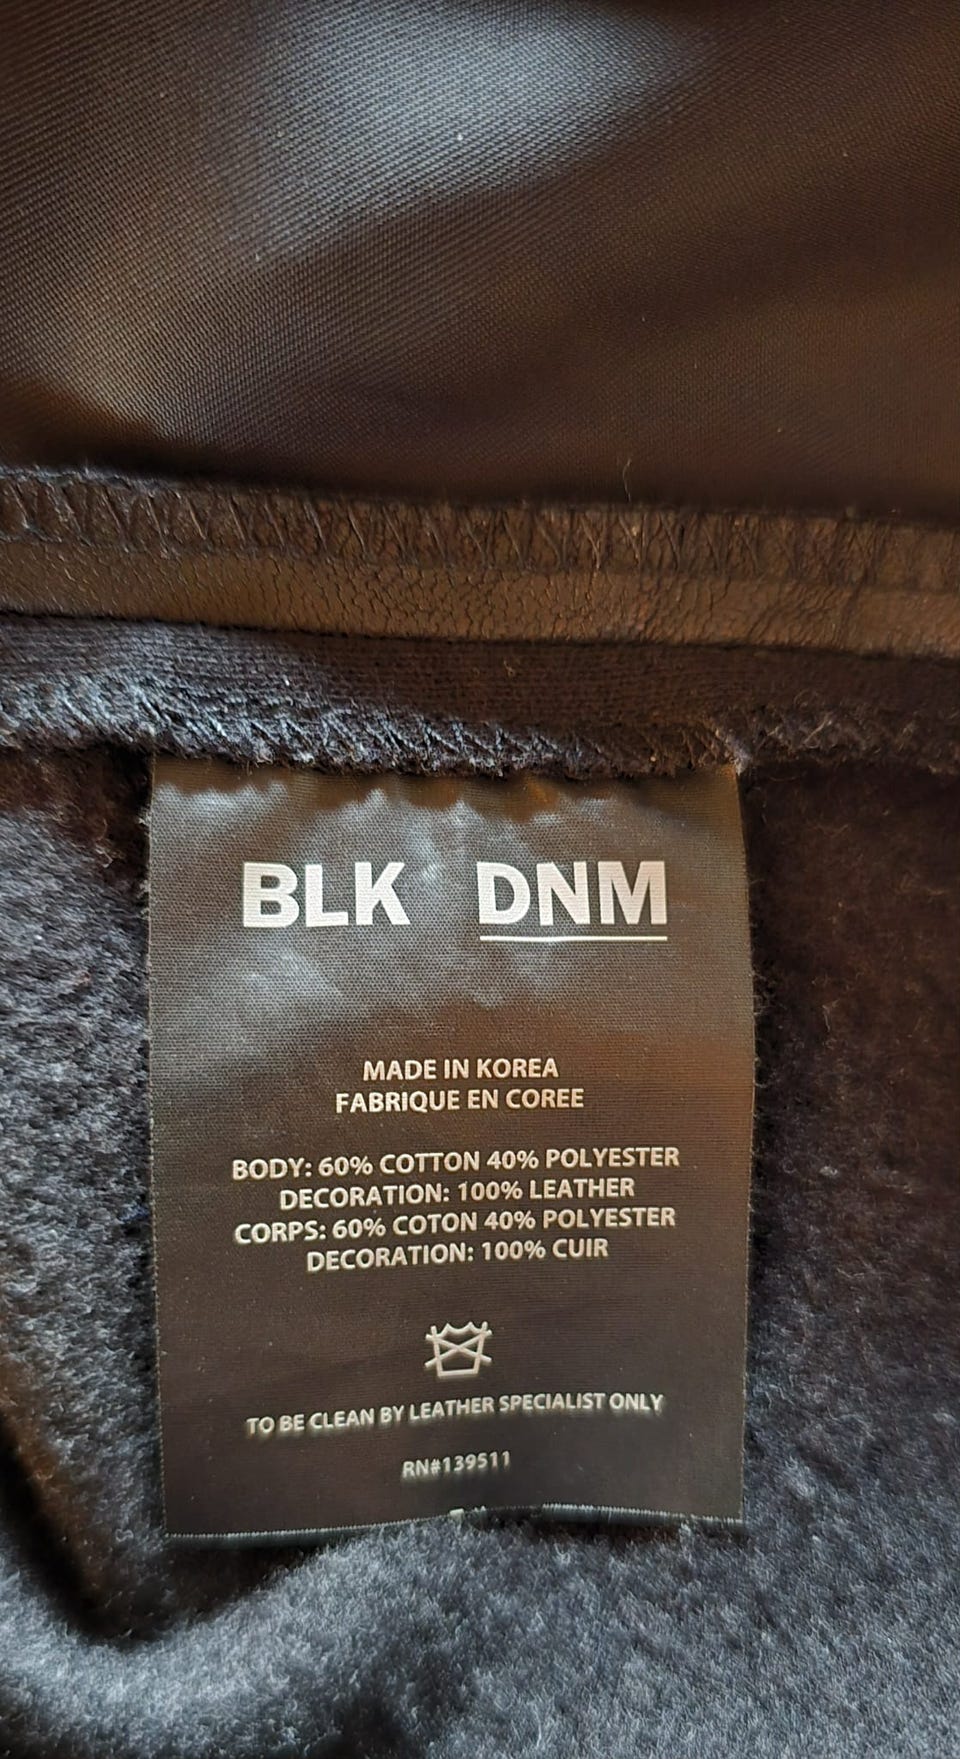 BLK DNM
MADE IN KOREA
FABRIQUE EN COREE
BODY: 60% COTTON 40% POLYESTER
DECORATION: 100% LEATHER
CORPS: 60% COTON 40% POLYESTER
DECORATION: 100% CUIR
TO BE CLEAN BY LEATHER SPECIALIST ONLY
RN#139511